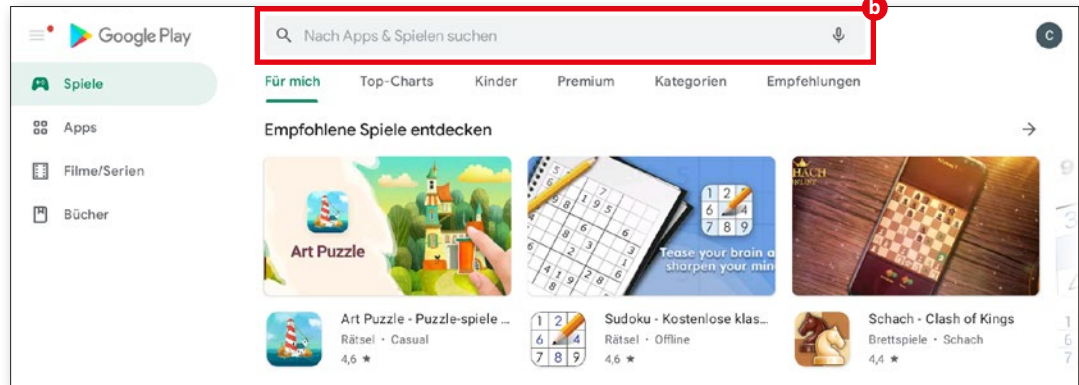 b
Google Play
Nach Apps & Spielen suchen
C
Spiele
Apps
Filme/Serien
Bücher
Für mich Top-Charts Kinder Premium Kategorien Empfehlungen
Empfohlene Spiele entdecken
Art Puzzle
Tease your brain a
sharpen your min
Art Puzzle - Puzzle-spiele ...
Rätsel • Casual
4,6 ★
Sudoku - Kostenlose klas...
Rätsel • Offline
4,6 ★
Schach - Clash of Kings
Brettspiele • Schach
4,4 ★